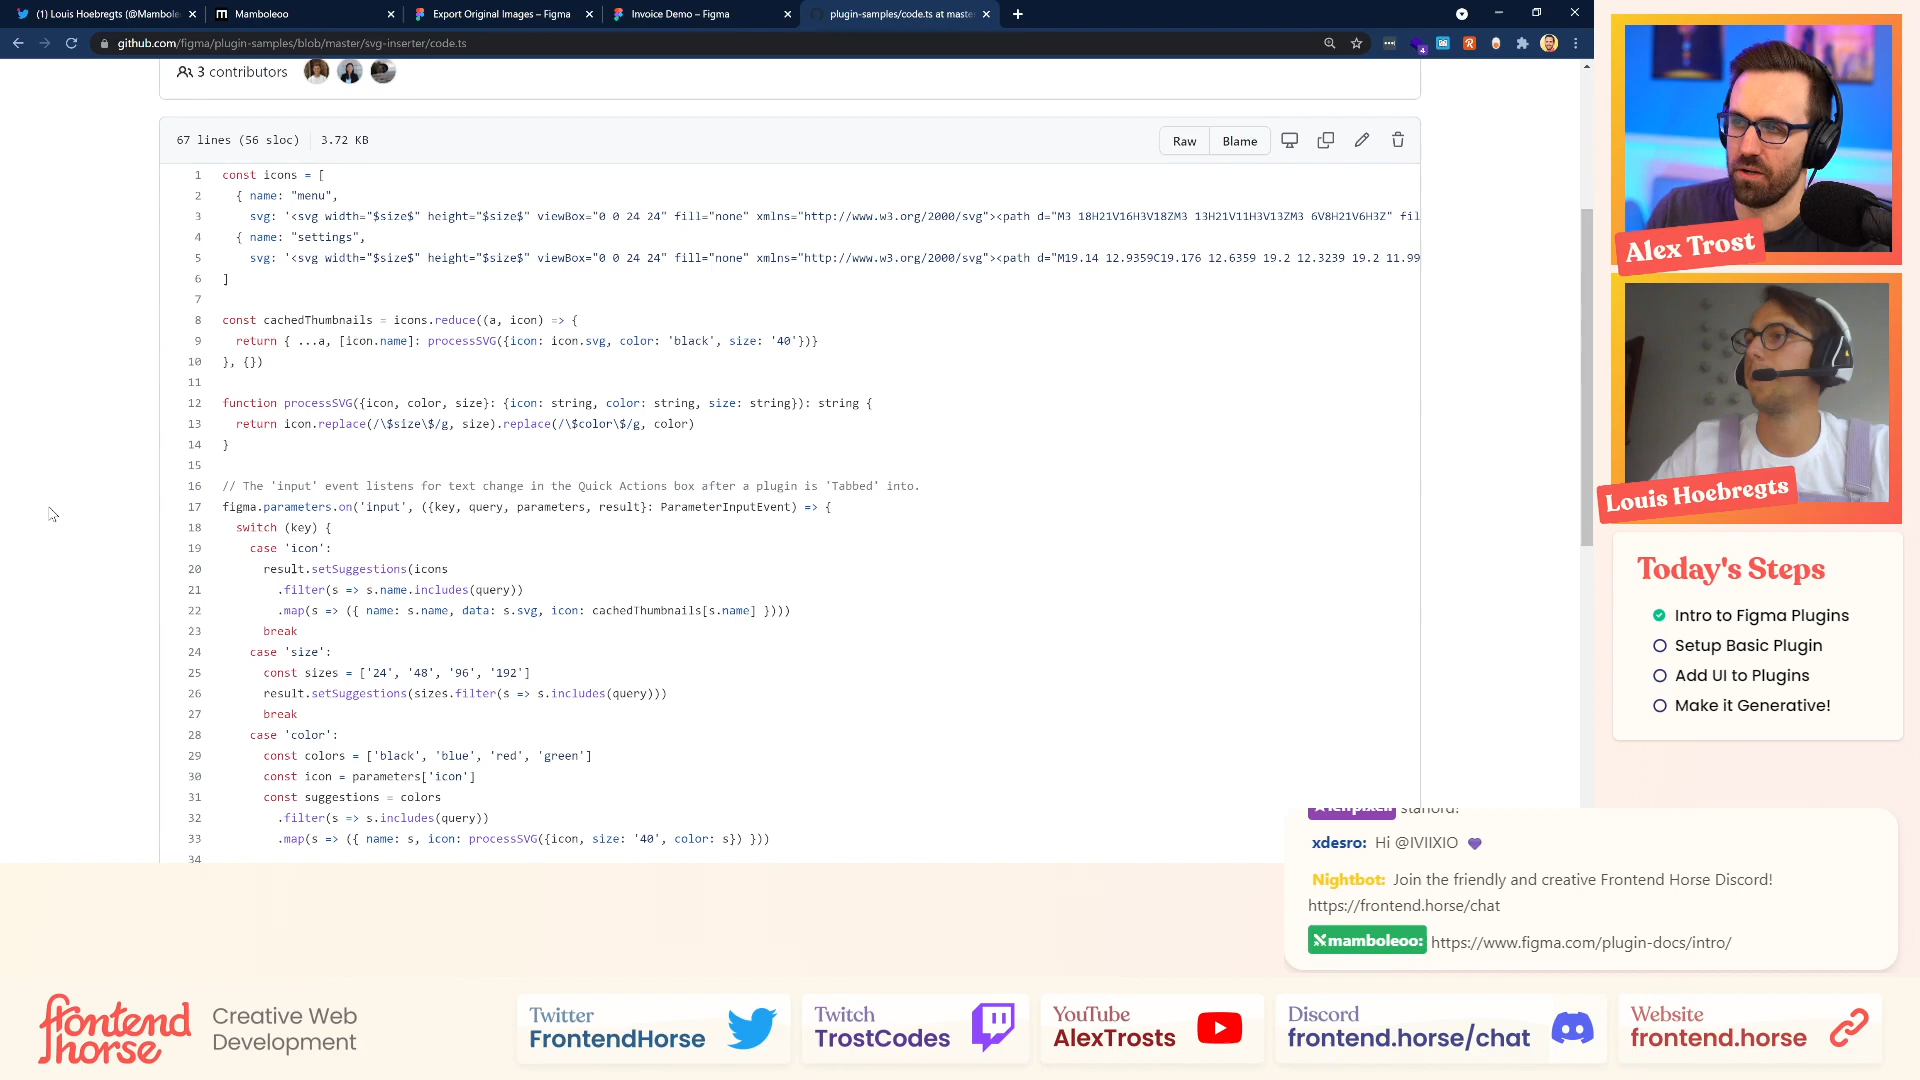 (1) Louis Hoebregts (@Mambole
Mamboleoo
Export Original Images – Figma
Invoice Demo – Figma
plugin-samples/code.ts at maste
github.com/figma/plugin-samples/blob/master/svg-inserter/code.ts
3 contributors
67 lines (56 sloc) 3.72 KB
Raw Blame
1 const icons = [
2 { name: "menu",
3 svg: '<svg width="$size$" height="$size$" viewBox="0 0 24 24" fill="none" xmlns="http://www.w3.org/2000/svg"><path d="M3 18H21V16H3V18ZM3 13H21V11H3V13ZM3 6V8H21V6H3Z" fil
4 { name: "settings",
5 svg: '<svg width="$size$" height="$size$" viewBox="0 0 24 24" fill="none" xmlns="http://www.w3.org/2000/svg"><path d="M19.14 12.9359C19.176 12.6359 19.2 12.3239 19.2 11.99
6 ]
7
8 const cachedThumbnails = icons.reduce((a, icon) => {
9 return { ...a, [icon.name]: processSVG({icon: icon.svg, color: 'black', size: '40'})}
10 }, {})
11
12 function processSVG({icon, color, size}: {icon: string, color: string, size: string}): string {
13 return icon.replace(/\$size\$/g, size).replace(/\$color\$/g, color)
14 }
15
16 // The 'input' event listens for text change in the Quick Actions box after a plugin is 'Tabbed' into.
17 figma.parameters.on('input', ({key, query, parameters, result}: ParameterInputEvent) => {
18 switch (key) {
19 case 'icon':
20 result.setSuggestions(icons
21 .filter(s => s.name.includes(query))
22 .map(s => ({ name: s.name, data: s.svg, icon: cachedThumbnails[s.name] })))
23 break
24 case 'size':
25 const sizes = ['24', '48', '96', '192']
26 result.setSuggestions(sizes.filter(s => s.includes(query)))
27 break
28 case 'color':
29 const colors = ['black', 'blue', 'red', 'green']
30 const icon = parameters['icon']
31 const suggestions = colors
32 .filter(s => s.includes(query))
33 .map(s => ({ name: s, icon: processSVG({icon, size: '40', color: s}) }))
34
Alex Trost
Louis Hoebregts
Today's Steps
Intro to Figma Plugins
Setup Basic Plugin
Add UI to Plugins
Make it Generative!
xdesro: Hi @IVIIXIO
Nightbot: Join the friendly and creative Frontend Horse Discord!
https://frontend.horse/chat
mamboleoo: https://www.figma.com/plugin-docs/intro/
frontend
horse
Creative Web
Development
Twitter
FrontendHorse
Twitch
TrostCodes
YouTube
AlexTrosts
Discord
frontend.horse/chat
Website
frontend.horse